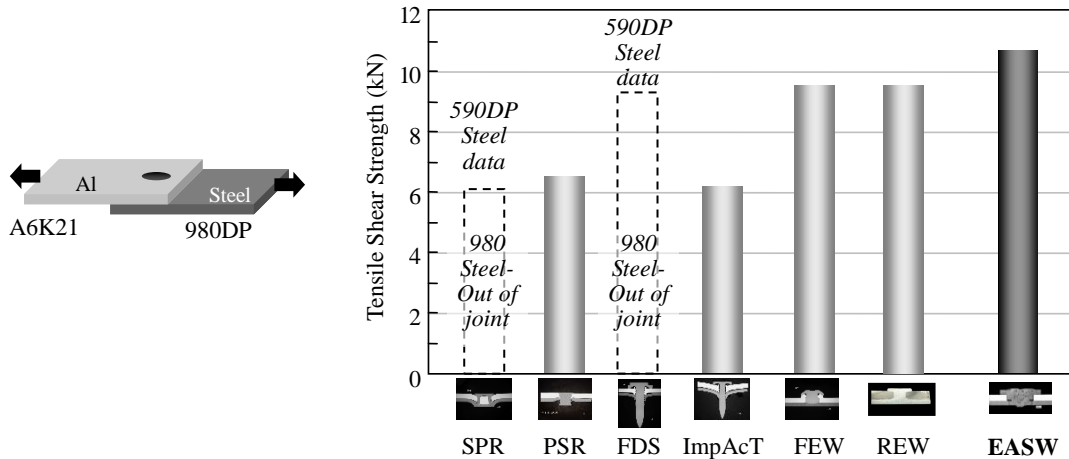 Al
Steel
A6K21
980DP
Tensile Shear Strength (kN)
12
10
8
6
4
2
0
590DP
Steel
data
980
Steel-
Out of
joint
590DP
Steel
data
980
Steel-
Out of
joint
SPR
PSR
FDS
ImpAcT
FEW
REW
EASW